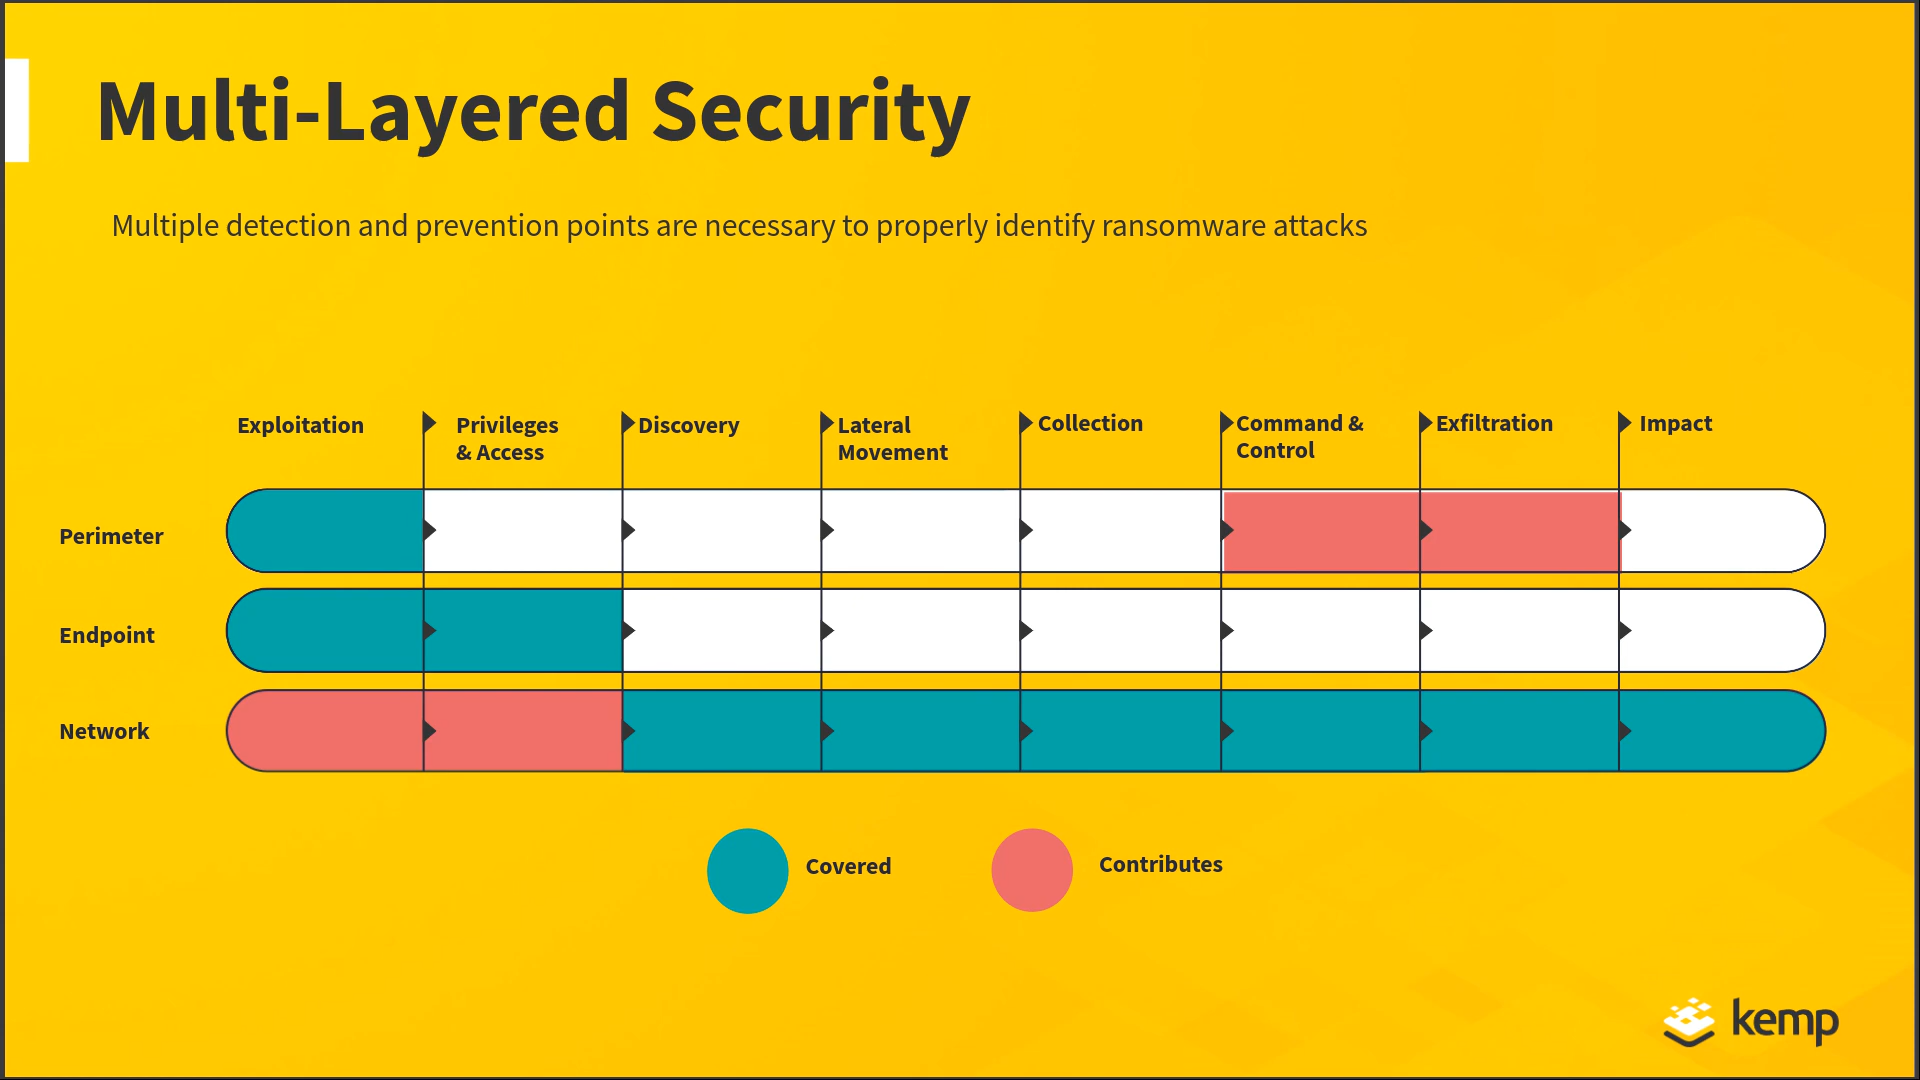 Multi-Layered Security
Multiple detection and prevention points are necessary to properly identify ransomware attacks
Exploitation
Privileges
& Access
Discovery
Lateral
Movement
Collection
Command &
Control
Exfiltration
Impact
Perimeter
Endpoint
Network
Covered
Contributes
kemp